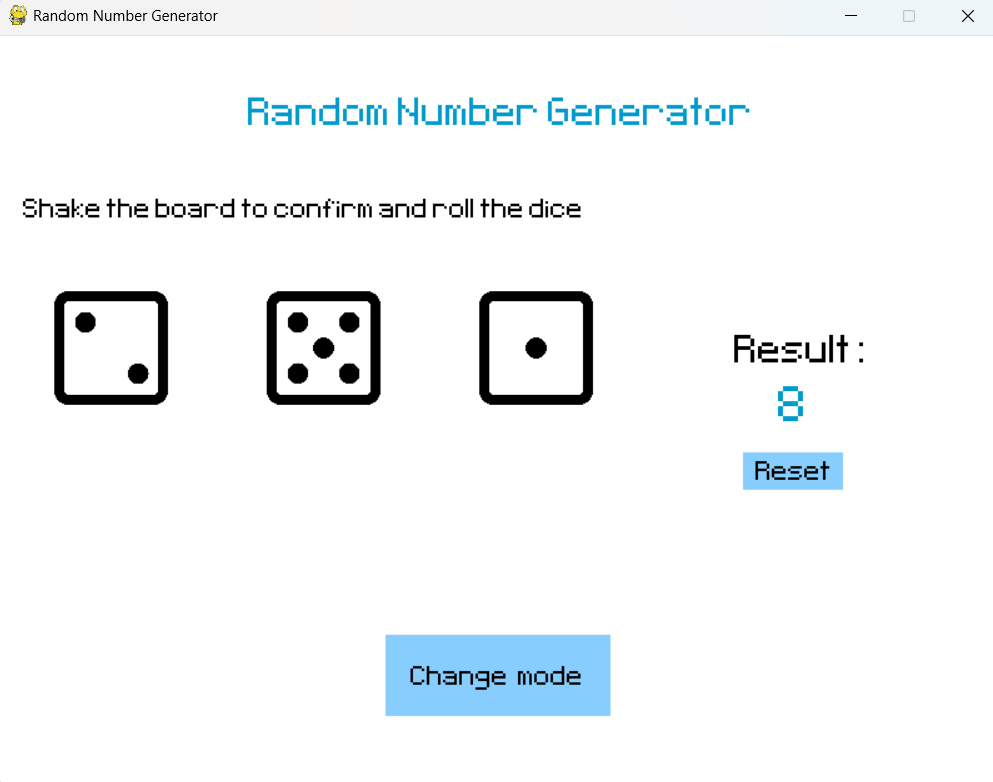 Random Number Generator
Random Number Generator
Shake the board to confirm and roll the dice
Result :
8
Reset
Change mode